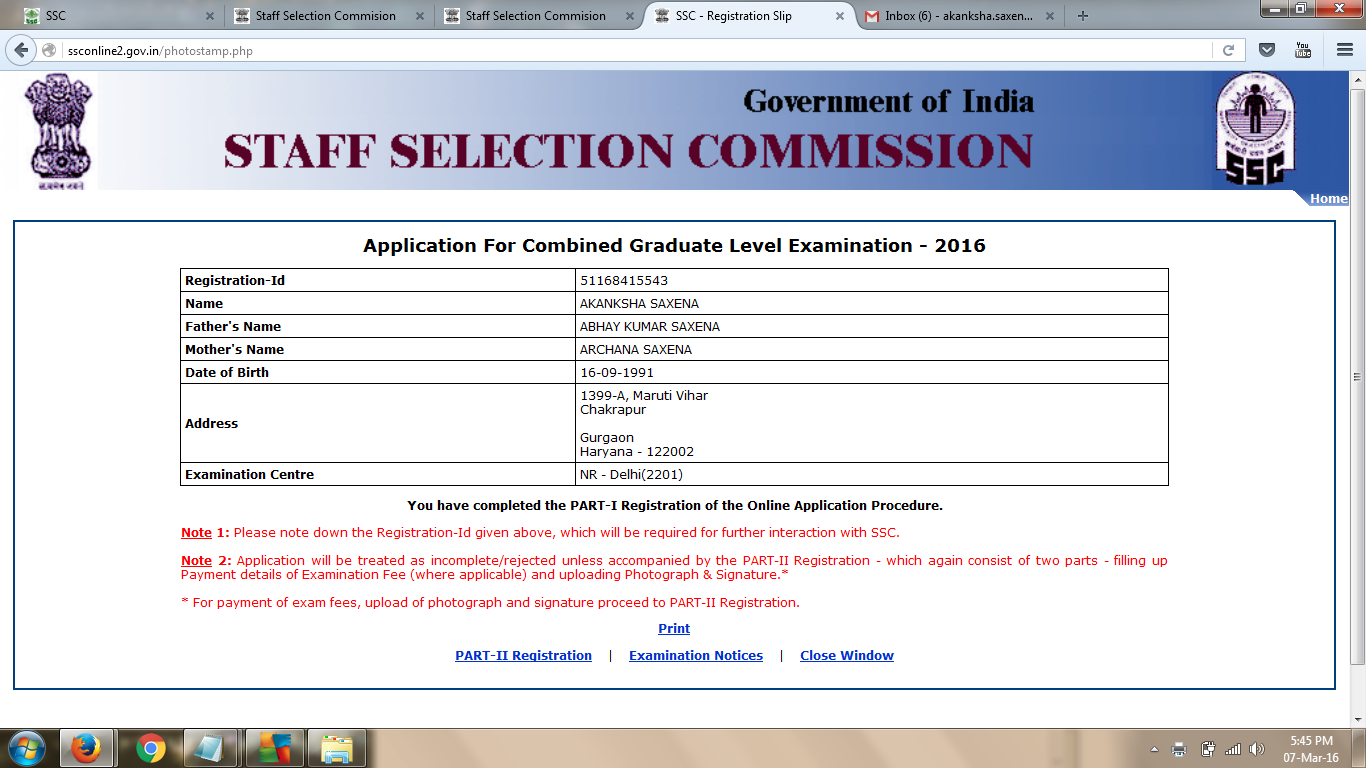 SSC
Staff Selection Commision
Staff Selection Commision
SSC - Registration Slip
Inbox (6) - akanksha.saxen...
ssconline2.gov.in/photostamp.php
You
Tube
Government of India
STAFF SELECTION COMMISSION
SSC
Home
Application For Combined Graduate Level Examination - 2016
Registration-Id 51168415543
Name AKANKSHA SAXENA
Father's Name ABHAY KUMAR SAXENA
Mother's Name ARCHANA SAXENA
Date of Birth 16-09-1991
Address 1399-A, Maruti Vihar
Chakrapur
Gurgaon
Haryana - 122002
Examination Centre NR - Delhi(2201)
You have completed the PART-I Registration of the Online Application Procedure.
Note 1: Please note down the Registration-Id given above, which will be required for further interaction with SSC.
Note 2: Application will be treated as incomplete/rejected unless accompanied by the PART-II Registration - which again consist of two parts - filling up
Payment details of Examination Fee (where applicable) and uploading Photograph & Signature.*
* For payment of exam fees, upload of photograph and signature proceed to PART-II Registration.
Print
PART-II Registration | Examination Notices | Close Window
5:45 PM
07-Mar-16